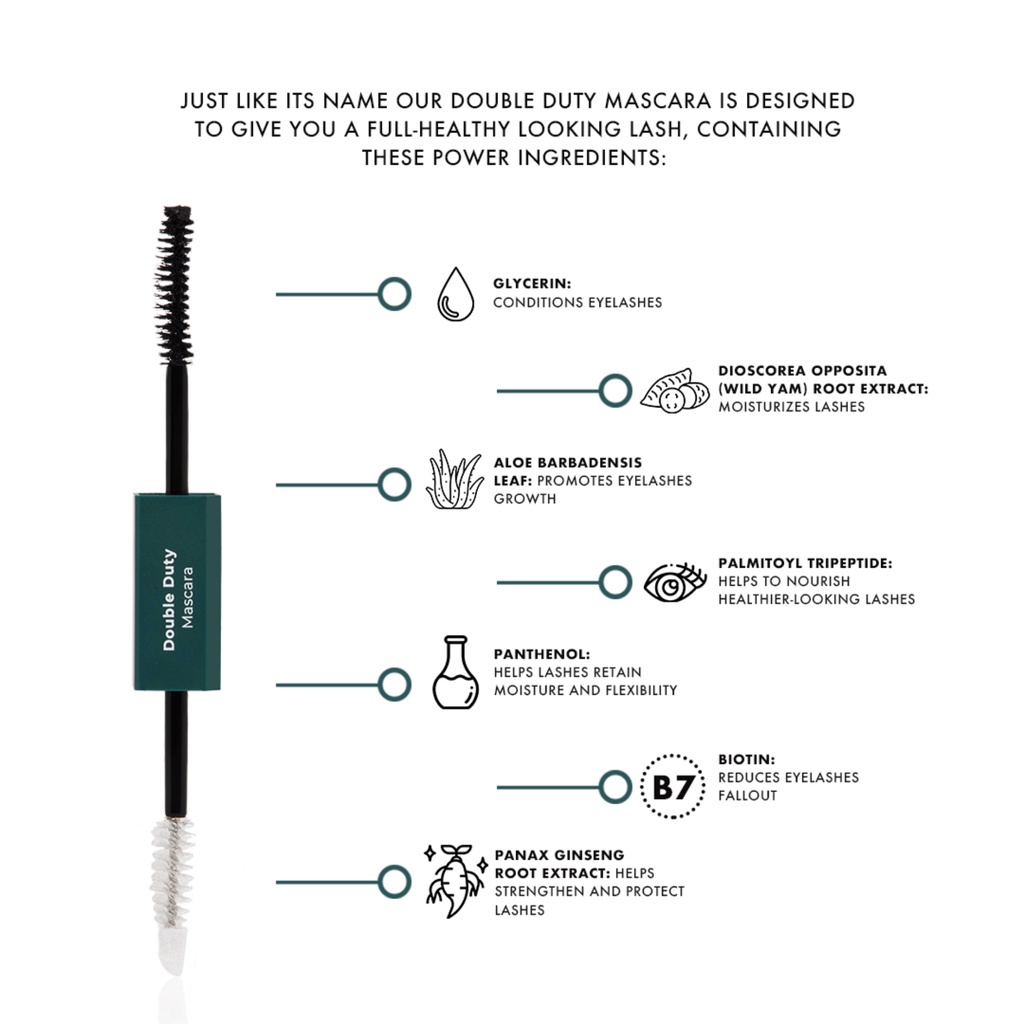 JUST LIKE ITS NAME OUR DOUBLE DUTY MASCARA IS DESIGNED
TO GIVE YOU A FULL-HEALTHY LOOKING LASH, CONTAINING
THESE POWER INGREDIENTS:
GLYCERIN:
CONDITIONS EYELASHES
DIOSCOREA OPPOSITA
(WILD YAM) ROOT EXTRACT:
MOISTURIZES LASHES
ALOE BARBADENSIS
LEAF: PROMOTES EYELASHES
GROWTH
Double Duty
Mascara
PALMITOYL TRIPEPTIDE:
HELPS TO NOURISH
HEALTHIER-LOOKING LASHES
PANTHENOL:
HELPS LASHES RETAIN
MOISTURE AND FLEXIBILITY
B7
BIOTIN:
REDUCES EYELASHES
FALLOUT
PANAX GINSENG
ROOT EXTRACT: HELPS
STRENGTHEN AND PROTECT
LASHES